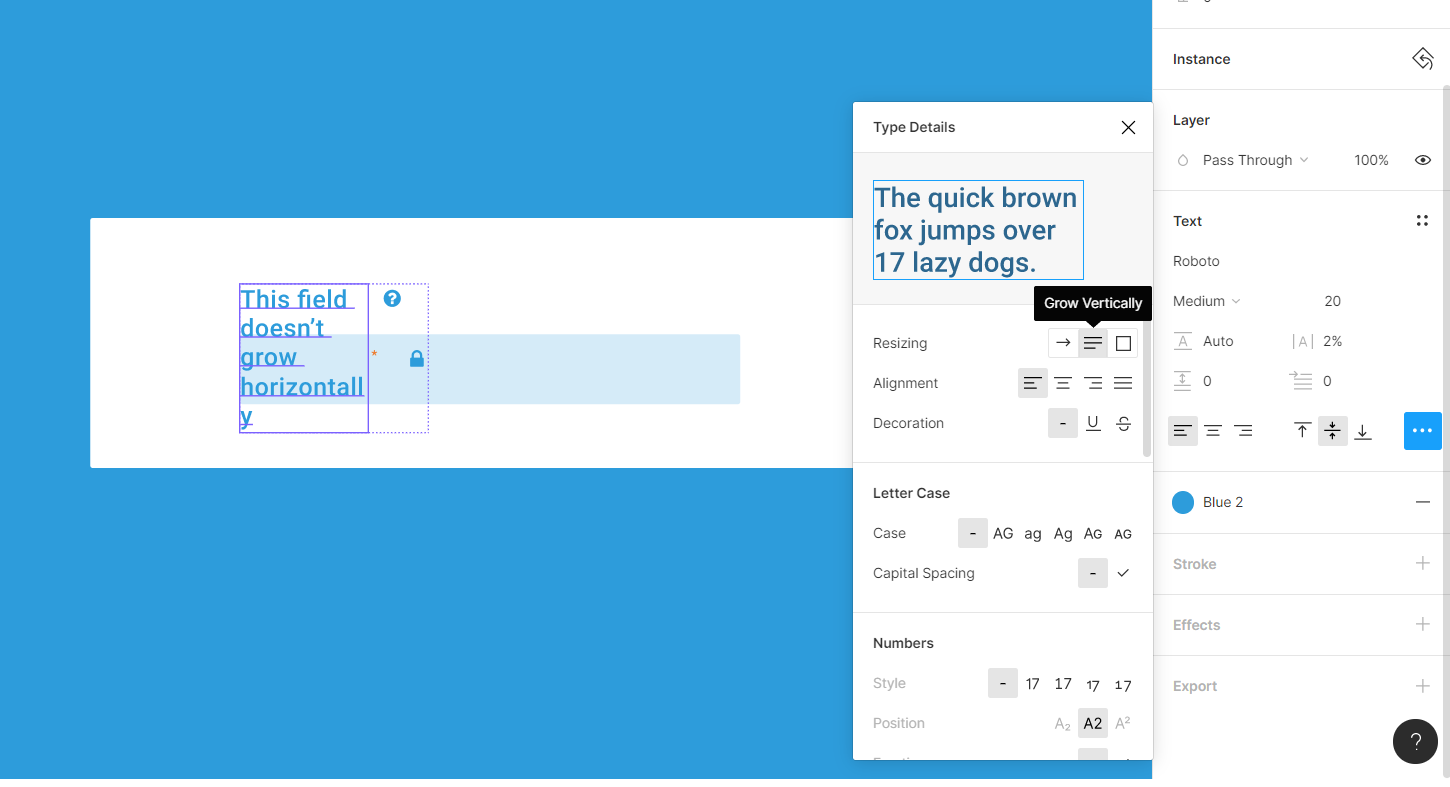 This field
doesn’t
grow
horizontall
y
?
*
Type Details
The quick brown
fox jumps over
17 lazy dogs.
Grow Vertically
Resizing
Alignment
Decoration - U S
Letter Case
Case - AG ag Ag AG AG
Capital Spacing -
Numbers
Style - 17 17 17 17
Position A₂ A2 A²
Instance
Layer
Pass Through 100%
Text
Roboto
Medium 20
A Auto |A| 2%
0 0
...
Blue 2
Stroke
Effects
Export
?